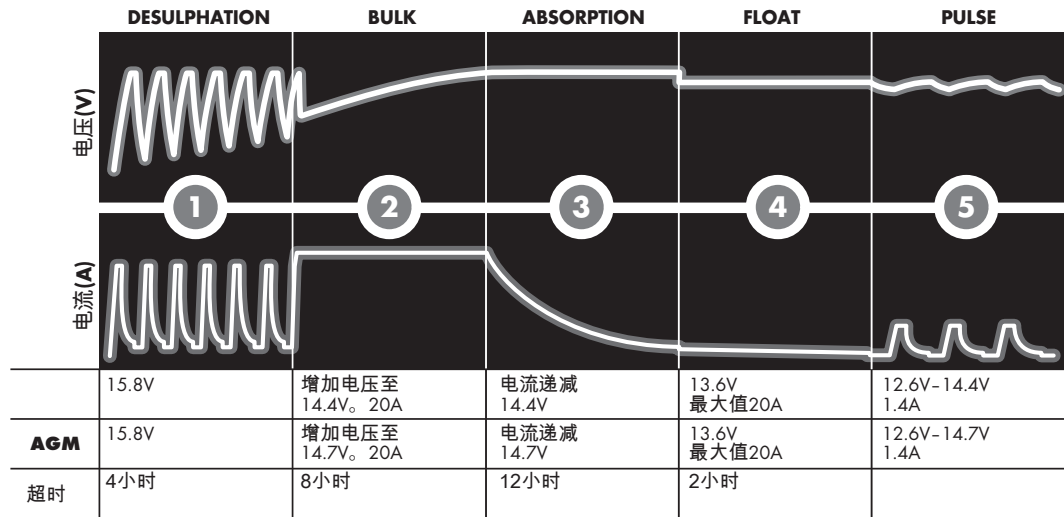 DESULPHATION BULK ABSORPTION FLOAT PULSE
电压(V)
1 2 3 4 5
电流(A)
15.8V 增加电压至 电流递减 13.6V 12.6V–14.4V
14.4V。20A 14.4V 最大值20A 1.4A
AGM 15.8V 增加电压至 电流递减 13.6V 12.6V–14.7V
14.7V。20A 14.7V 最大值20A 1.4A
超时 4小时 8小时 12小时 2小时